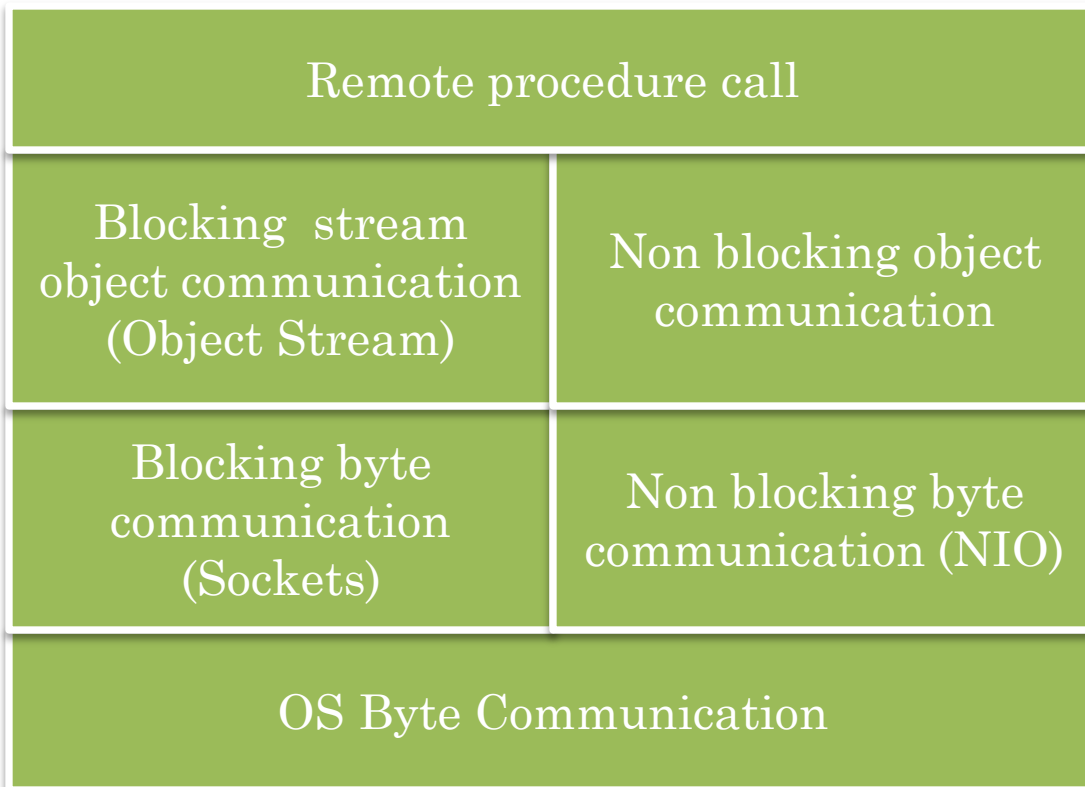 Remote procedure call
Blocking  stream
object communication
(Object Stream)
Non blocking object
communication
Blocking byte
communication
(Sockets)
Non blocking byte
communication (NIO)
OS Byte Communication